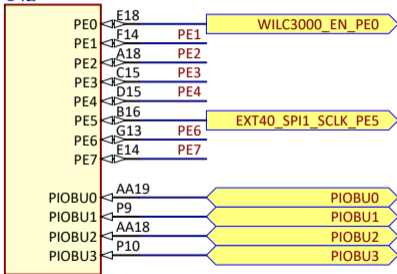 PE0 E18 WILC3000_EN_PE0
PE1 F14 PE1
PE2 A18 PE2
PE3 C15 PE3
PE4 D15 PE4
PE5 B16 EXT40_SPI1_SCLK_PE5
PE6 G13 PE6
PE7 E14 PE7
PIOBU0 AA19 PIOBU0
PIOBU1 P9 PIOBU1
PIOBU2 AA18 PIOBU2
PIOBU3 P10 PIOBU3